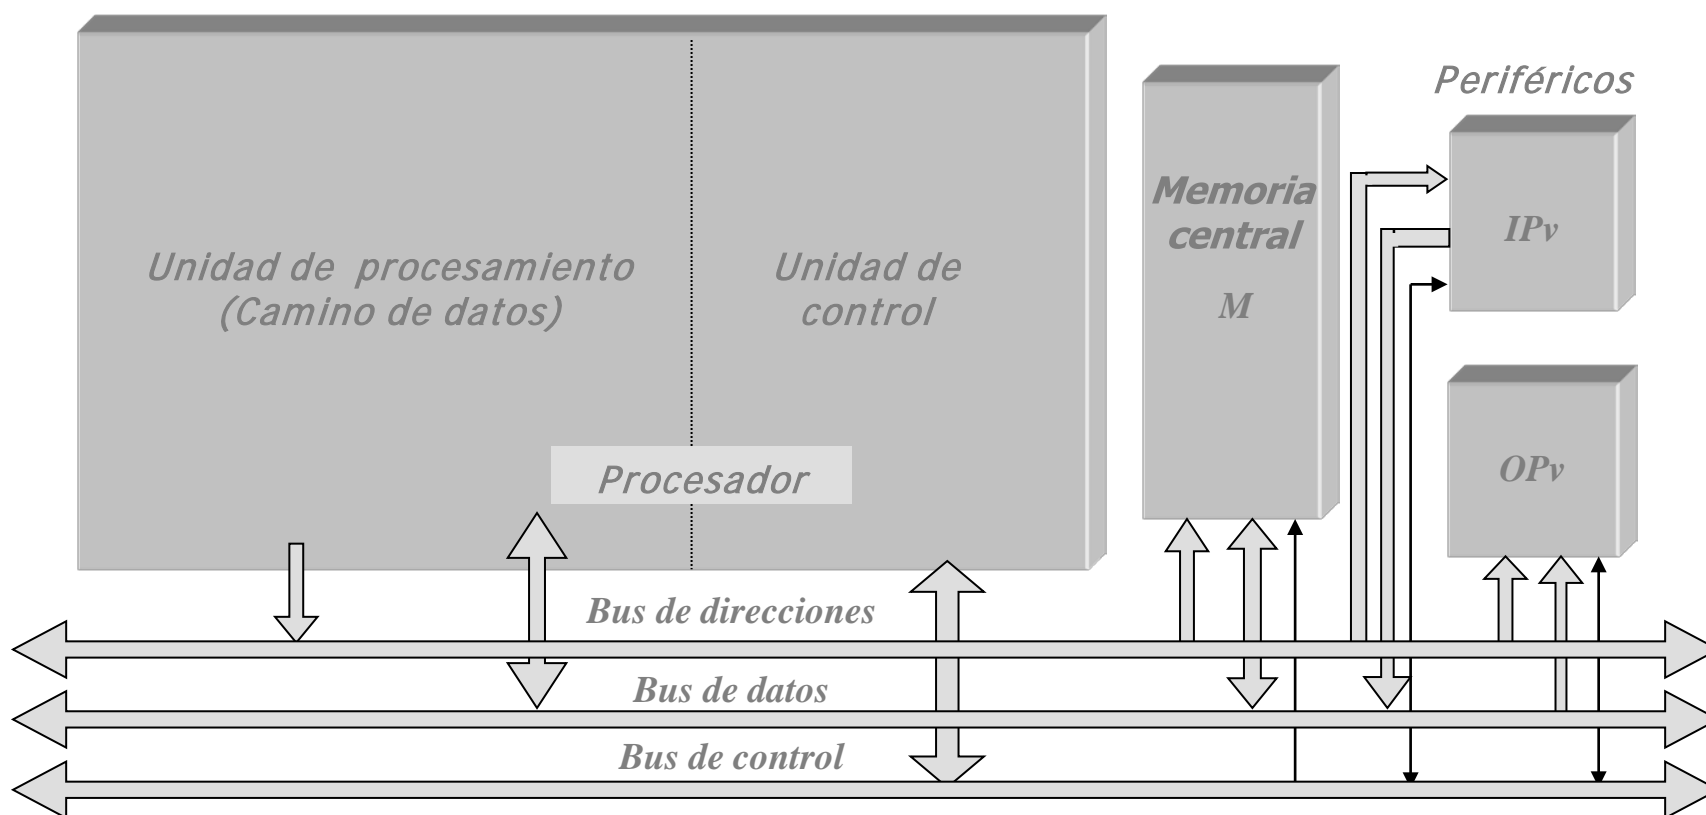 Periféricos
Memoria
central
M
IPv
Unidad de procesamiento
(Camino de datos)
Unidad de
control
Procesador
OPv
Bus de direcciones
Bus de datos
Bus de control